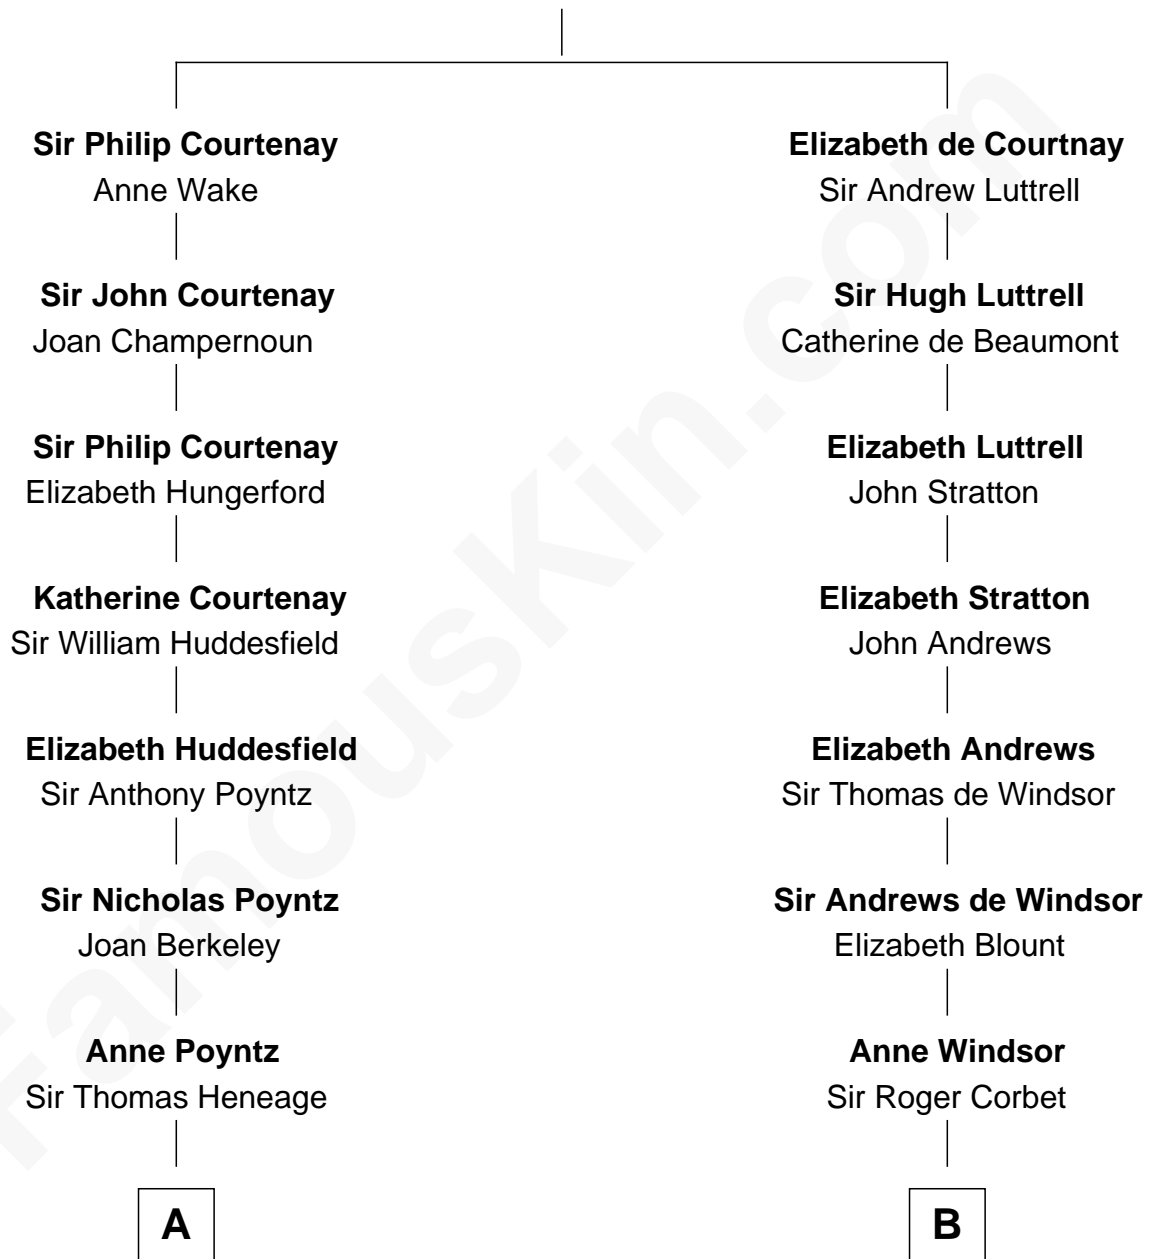 Sir Philip Courtenay
Anne Wake
Sir John Courtenay
Joan Champernoun
Sir Philip Courtenay
Elizabeth Hungerford
Katherine Courtenay
Sir William Huddesfield
Elizabeth Huddesfield
Sir Anthony Poyntz
Sir Nicholas Poyntz
Joan Berkeley
Anne Poyntz
Sir Thomas Heneage
A
Elizabeth de Courtnay
Sir Andrew Luttrell
Sir Hugh Luttrell
Catherine de Beaumont
Elizabeth Luttrell
John Stratton
Elizabeth Stratton
John Andrews
Elizabeth Andrews
Sir Thomas de Windsor
Sir Andrews de Windsor
Elizabeth Blount
Anne Windsor
Sir Roger Corbet
B
FamousKin.com